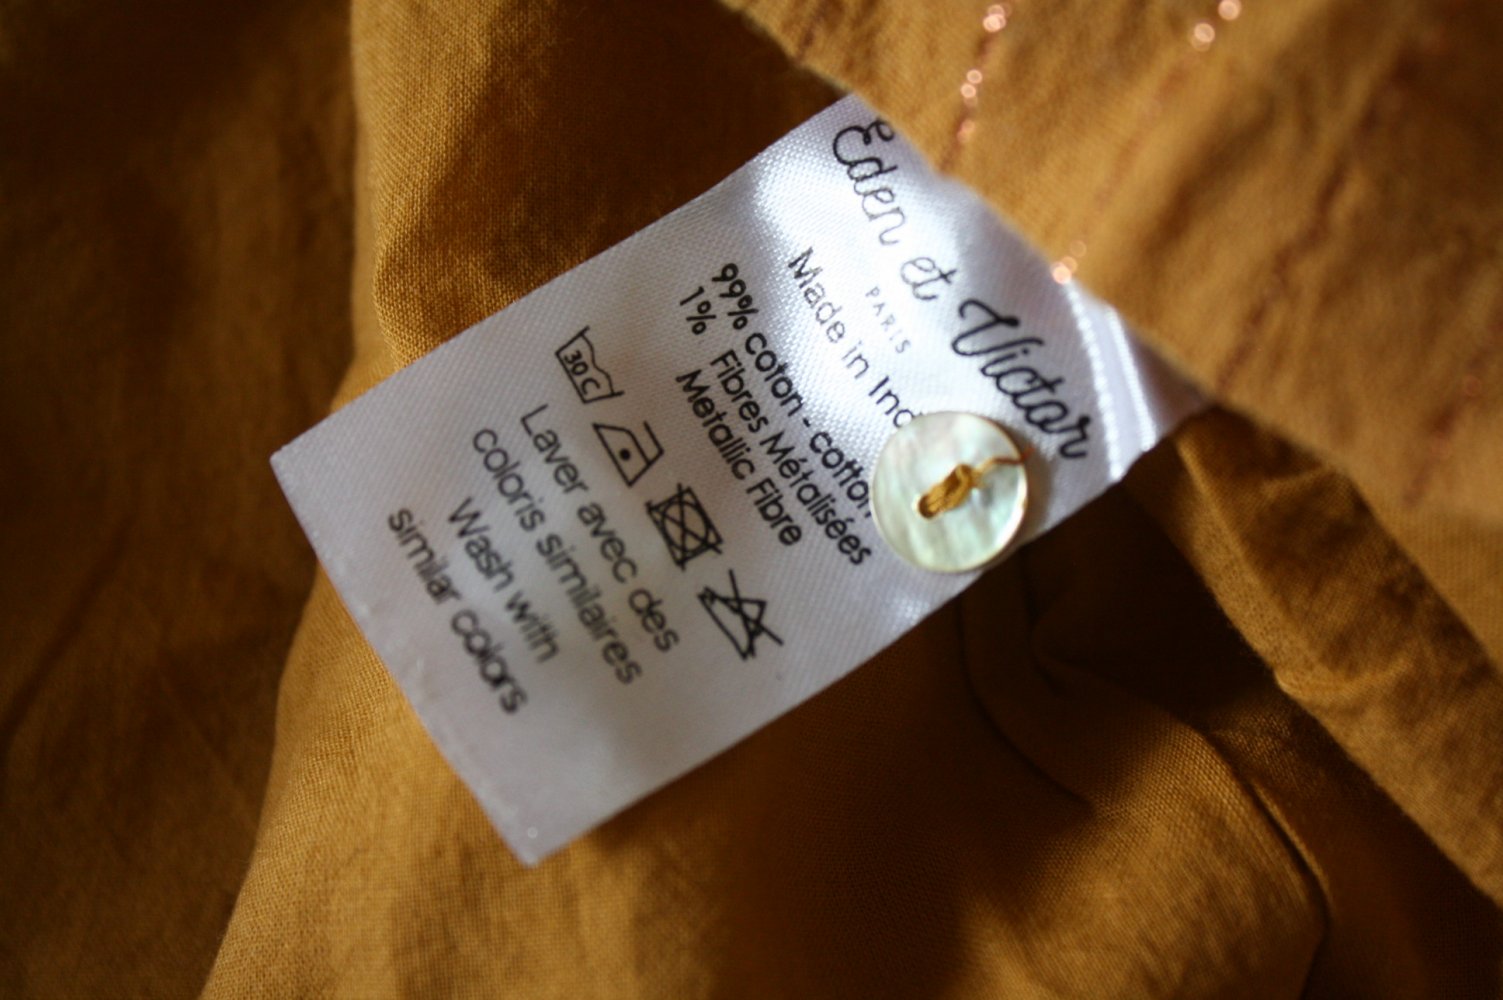 Eden et Victor
PARIS
Made in Ind
99% coton - cotton
1% Fibres Métalisées
Metallic Fibre
30C
Laver avec des
coloris similaires
Wash with
similar colors